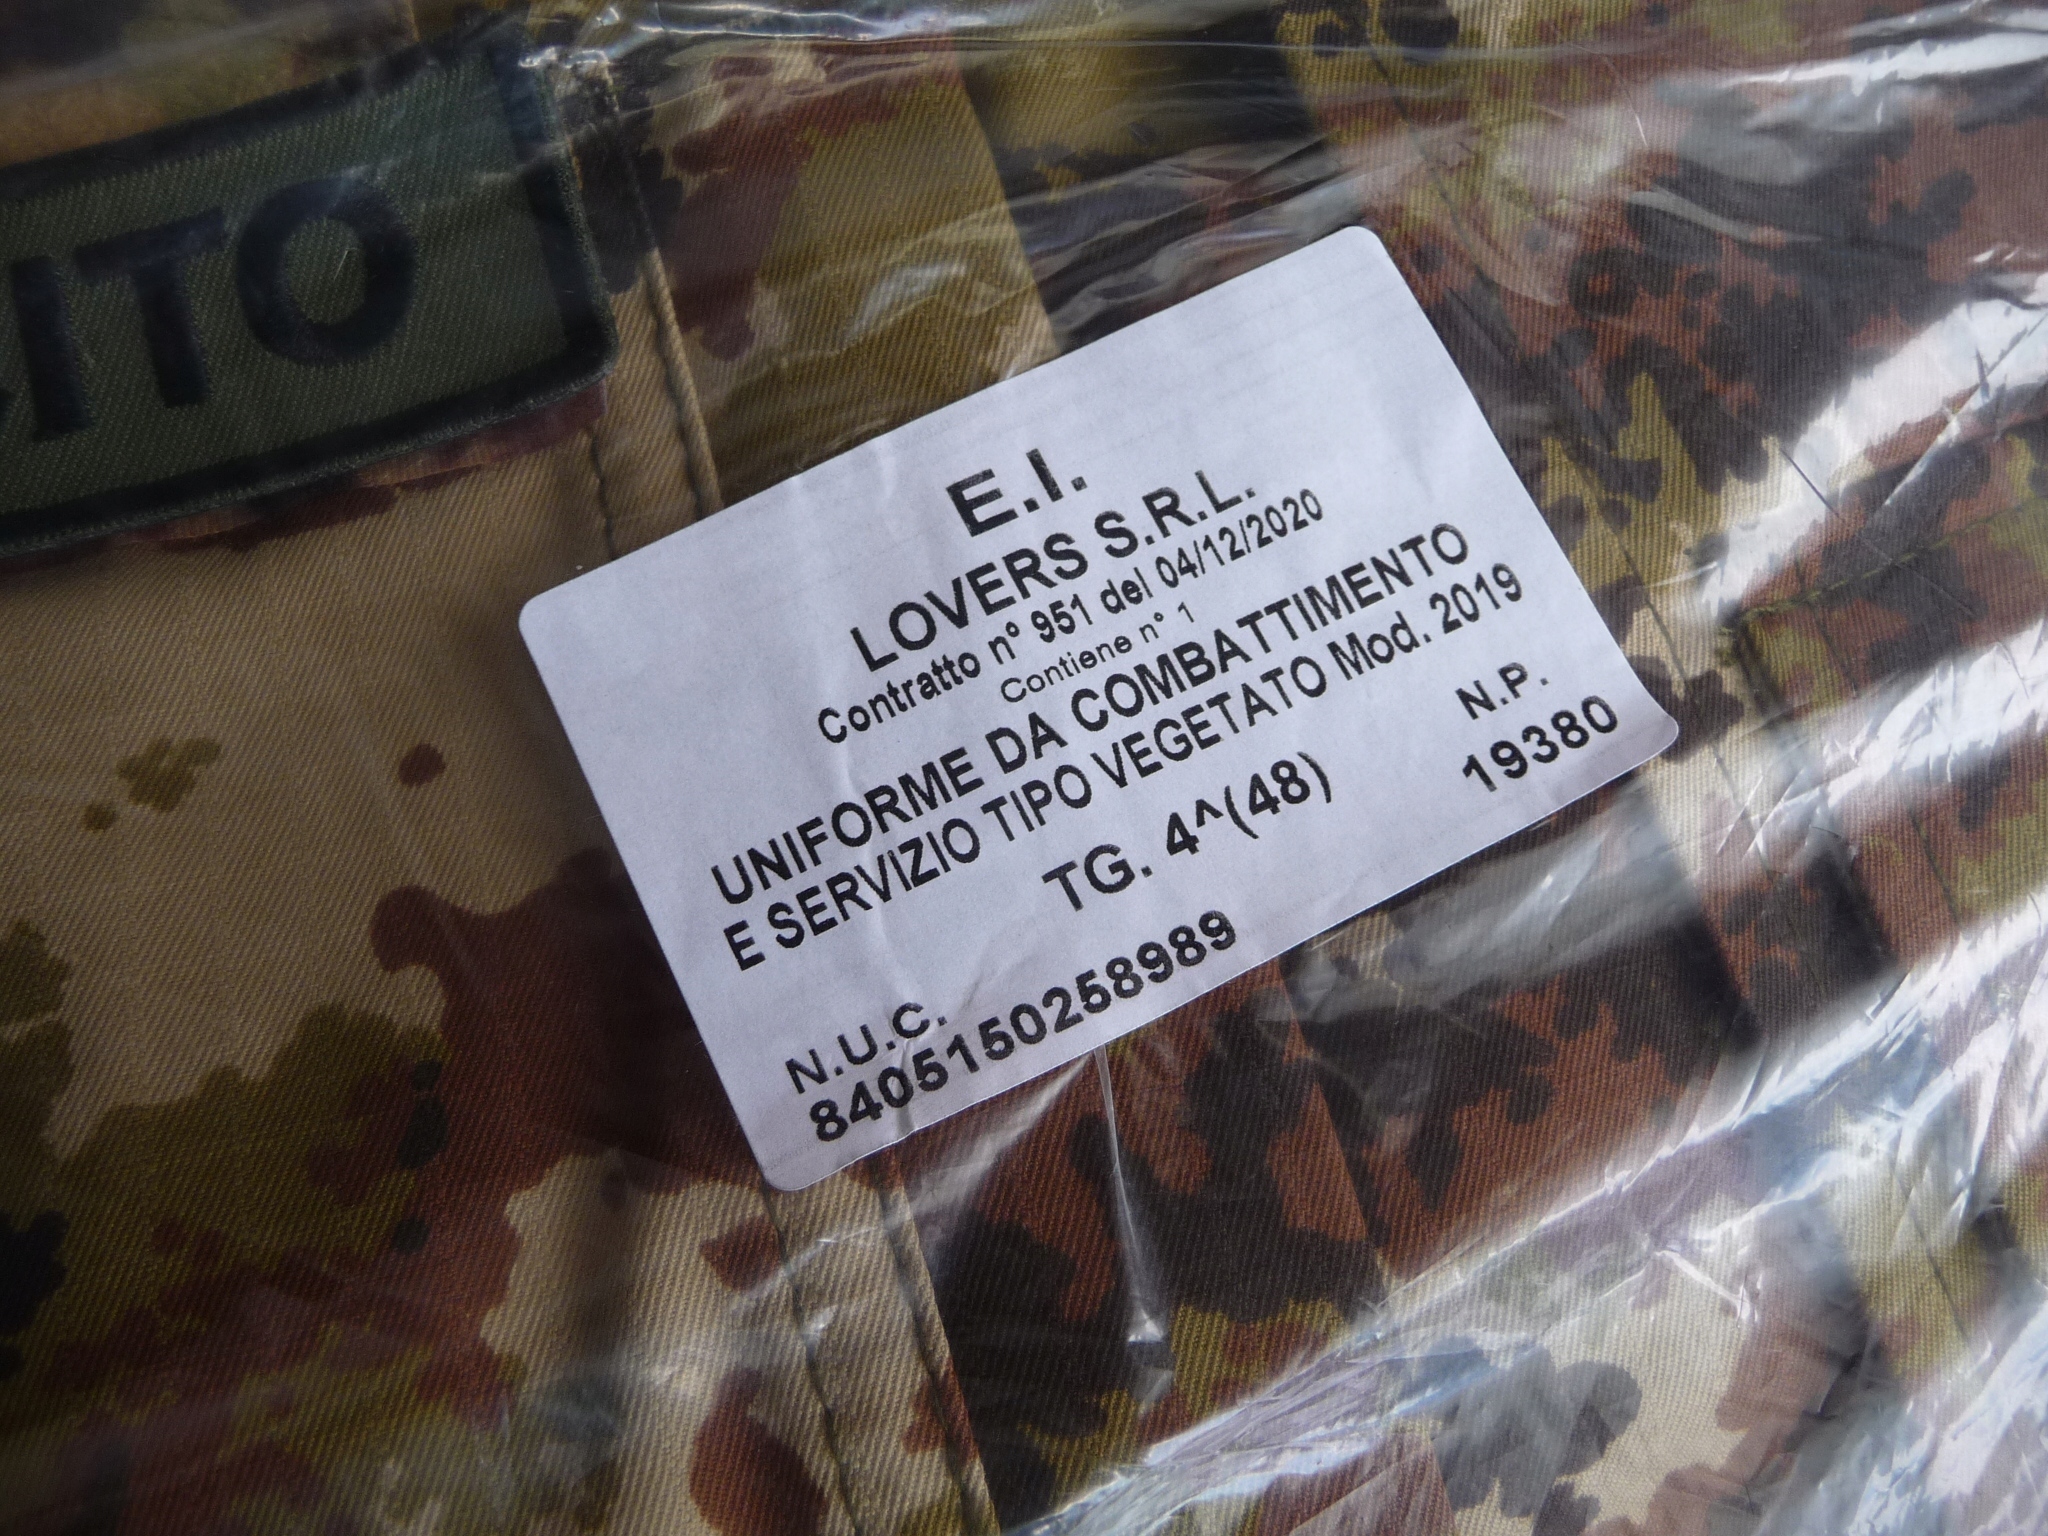 ITO
E.I.
LOVERS S.R.L.
Contratto n° 951 del 04/12/2020
Contiene n° 1
UNIFORME DA COMBATTIMENTO
E SERVIZIO TIPO VEGETATO Mod. 2019
TG. 4^(48)
N.P.
19380
N.U.C.
8405150258989